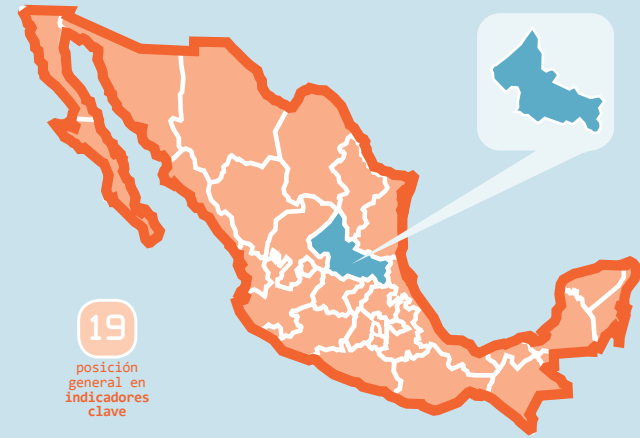 19
posición
general en
indicadores
clave